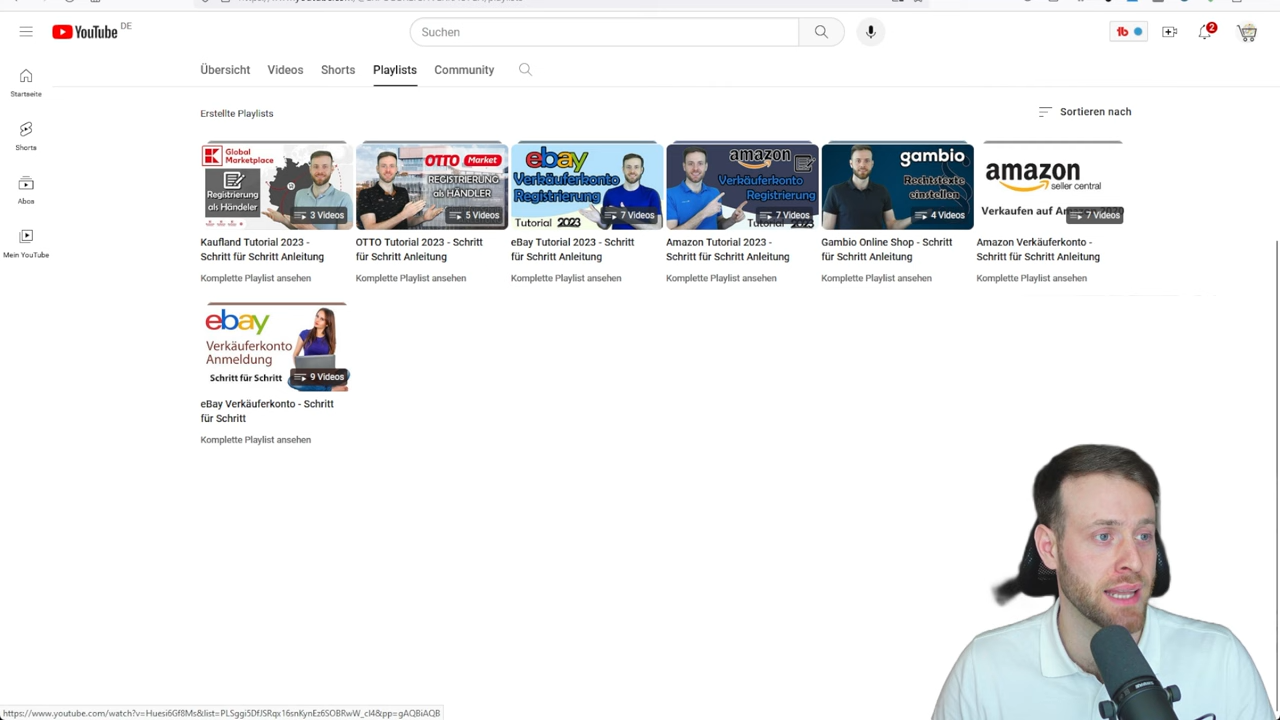 YouTube DE
Suchen
2
Übersicht
Videos
Shorts
Playlists
Community
Startseite
Shorts
Abos
Mein YouTube
Erstellte Playlists
Sortieren nach
K Global
Marketplace
Registrierung
als Händeler
3 Videos
Kaufland Tutorial 2023 -
Schritt für Schritt Anleitung
Komplette Playlist ansehen
OTTO Market
REGISTRIERUNG
als HÄNDLER
5 Videos
OTTO Tutorial 2023 - Schritt
für Schritt Anleitung
Komplette Playlist ansehen
ebay
Verkäuferkonto
Registrierung
Tutorial 2023
7 Videos
eBay Tutorial 2023 - Schritt
für Schritt Anleitung
Komplette Playlist ansehen
amazon
Verkäuferkonto
Registrierung
Tutorial 2023
7 Videos
Amazon Tutorial 2023 -
Schritt für Schritt Anleitung
Komplette Playlist ansehen
gambio
Rechtstexte
einstellen
4 Videos
Gambio Online Shop - Schritt
für Schritt Anleitung
Komplette Playlist ansehen
amazon
seller central
Verkaufen auf
7 Videos
Amazon Verkäuferkonto -
Schritt für Schritt Anleitung
Komplette Playlist ansehen
ebay
Verkäuferkonto
Anmeldung
Schritt für Schritt
9 Videos
eBay Verkäuferkonto - Schritt
für Schritt
Komplette Playlist ansehen